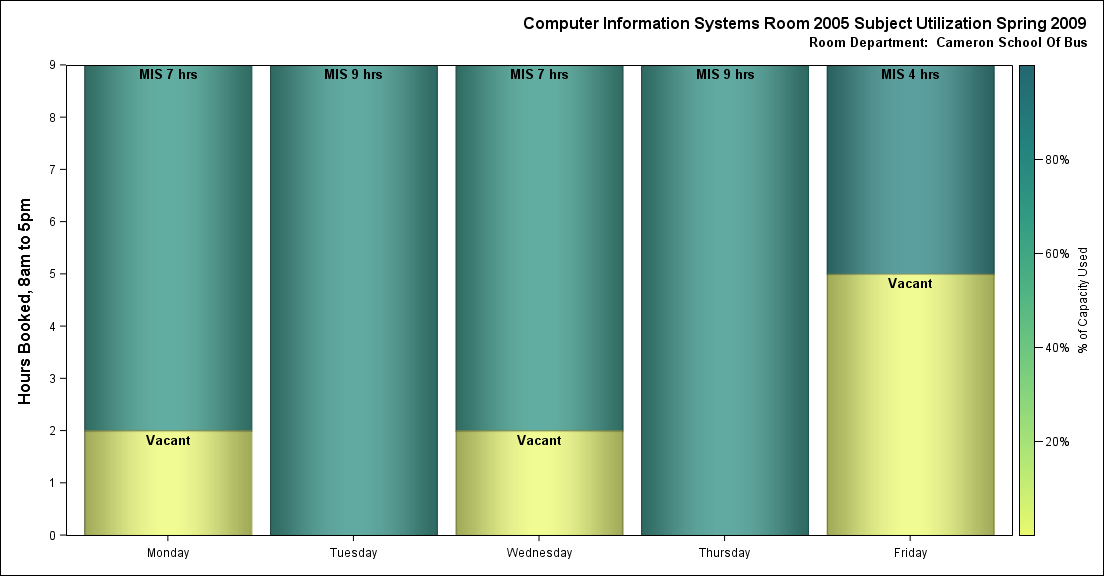 Computer Information Systems Room 2005 Subject Utilization Spring 2009
Room Department:  Cameron School Of Bus
Hours Booked, 8am to 5pm
9
8
7
6
5
4
3
2
1
0
MIS 7 hrs
MIS 9 hrs
MIS 7 hrs
MIS 9 hrs
MIS 4 hrs
Vacant
Vacant
Vacant
Monday
Tuesday
Wednesday
Thursday
Friday
80%
60%
40%
20%
% of Capacity Used